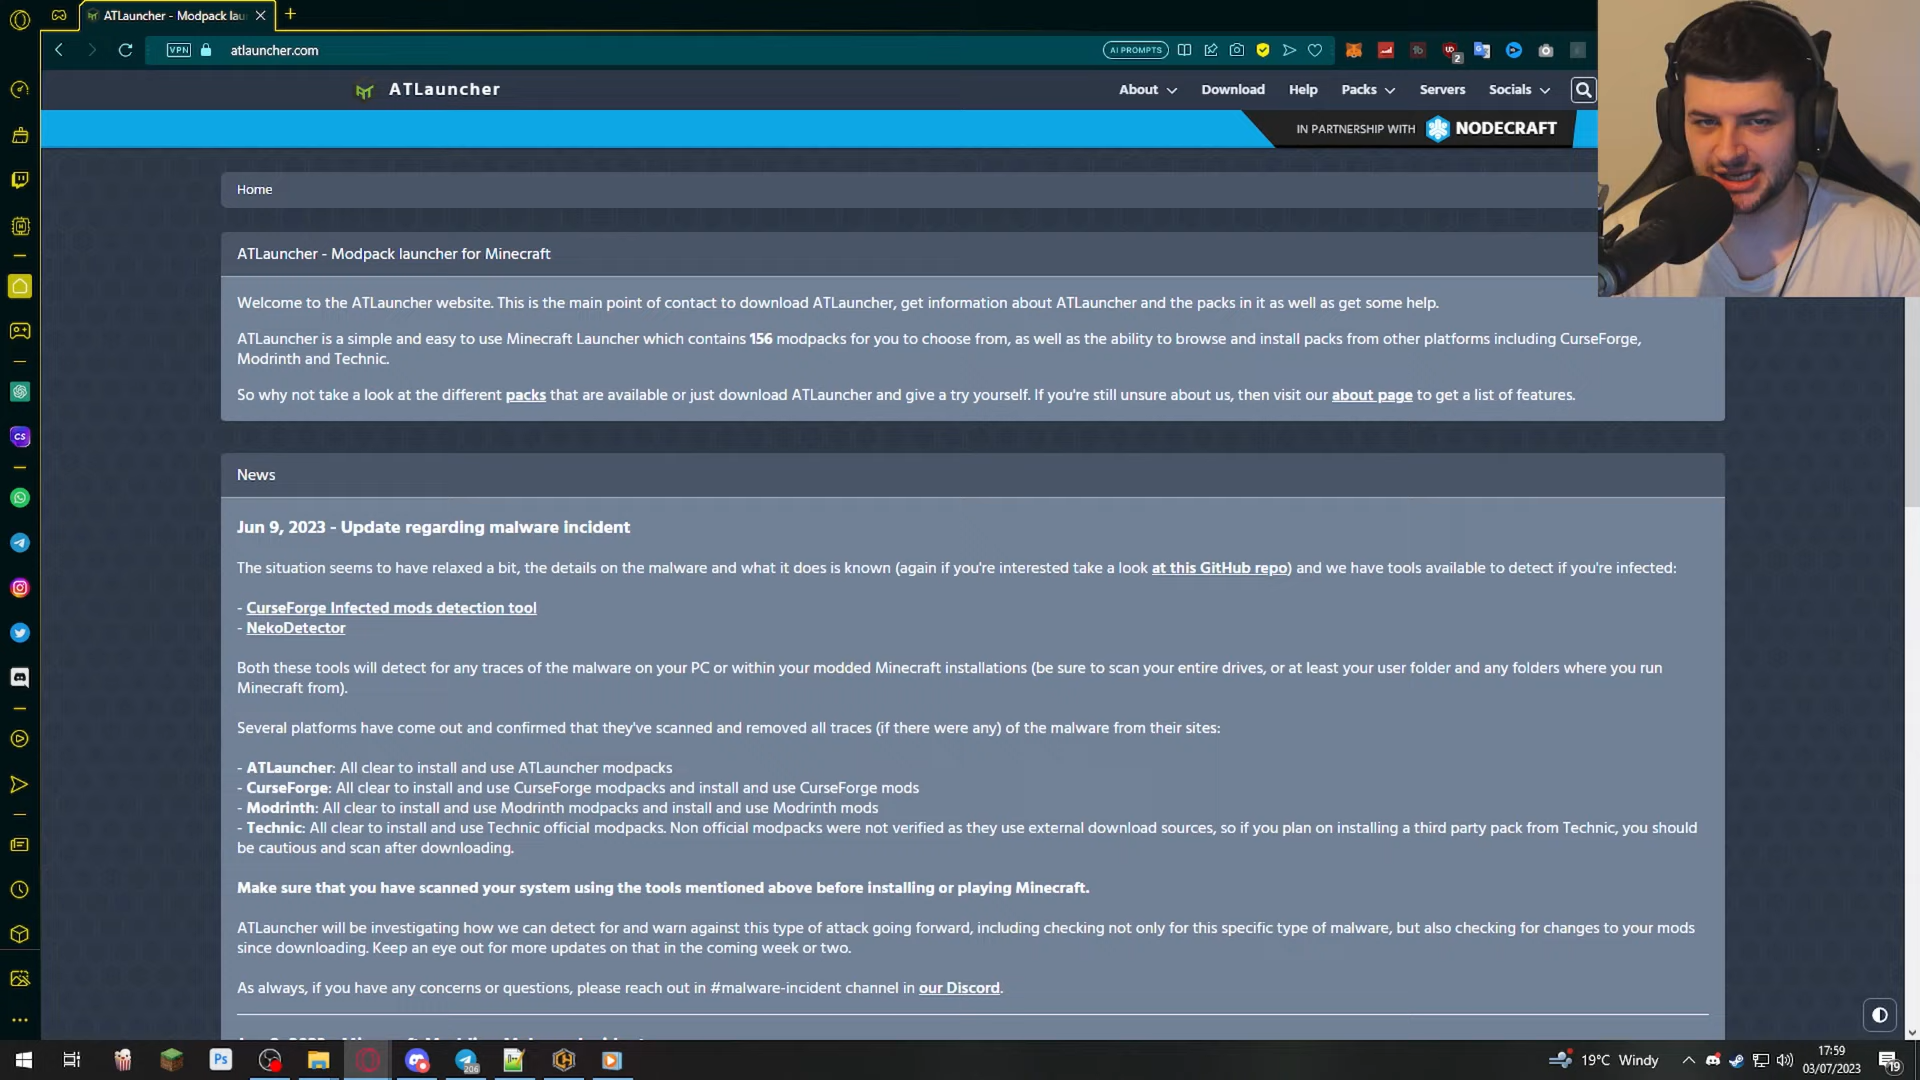 ATLauncher - Modpack lau
VPN
atlauncher.com
AI PROMPTS
2
ATLauncher
About
Download
Help
Packs
Servers
Socials
IN PARTNERSHIP WITH NODECRAFT
Home
ATLauncher - Modpack launcher for Minecraft
Welcome to the ATLauncher website. This is the main point of contact to download ATLauncher, get information about ATLauncher and the packs in it as well as get some help.
ATLauncher is a simple and easy to use Minecraft Launcher which contains 156 modpacks for you to choose from, as well as the ability to browse and install packs from other platforms including CurseForge,
Modrinth and Technic.
So why not take a look at the different packs that are available or just download ATLauncher and give a try yourself. If you're still unsure about us, then visit our about page to get a list of features.
CS
News
Jun 9, 2023 - Update regarding malware incident
The situation seems to have relaxed a bit, the details on the malware and what it does is known (again if you're interested take a look at this GitHub repo) and we have tools available to detect if you're infected:
- CurseForge Infected mods detection tool
- NekoDetector
Both these tools will detect for any traces of the malware on your PC or within your modded Minecraft installations (be sure to scan your entire drives, or at least your user folder and any folders where you run
Minecraft from).
Several platforms have come out and confirmed that they've scanned and removed all traces (if there were any) of the malware from their sites:
- ATLauncher: All clear to install and use ATLauncher modpacks
- CurseForge: All clear to install and use CurseForge modpacks and install and use CurseForge mods
- Modrinth: All clear to install and use Modrinth modpacks and install and use Modrinth mods
- Technic: All clear to install and use Technic official modpacks. Non official modpacks were not verified as they use external download sources, so if you plan on installing a third party pack from Technic, you should
be cautious and scan after downloading.
Make sure that you have scanned your system using the tools mentioned above before installing or playing Minecraft.
ATLauncher will be investigating how we can detect for and warn against this type of attack going forward, including checking not only for this specific type of malware, but also checking for changes to your mods
since downloading. Keep an eye out for more updates on that in the coming week or two.
As always, if you have any concerns or questions, please reach out in #malware-incident channel in our Discord.
Ps
206
19°C Windy
17:59
03/07/2023
19